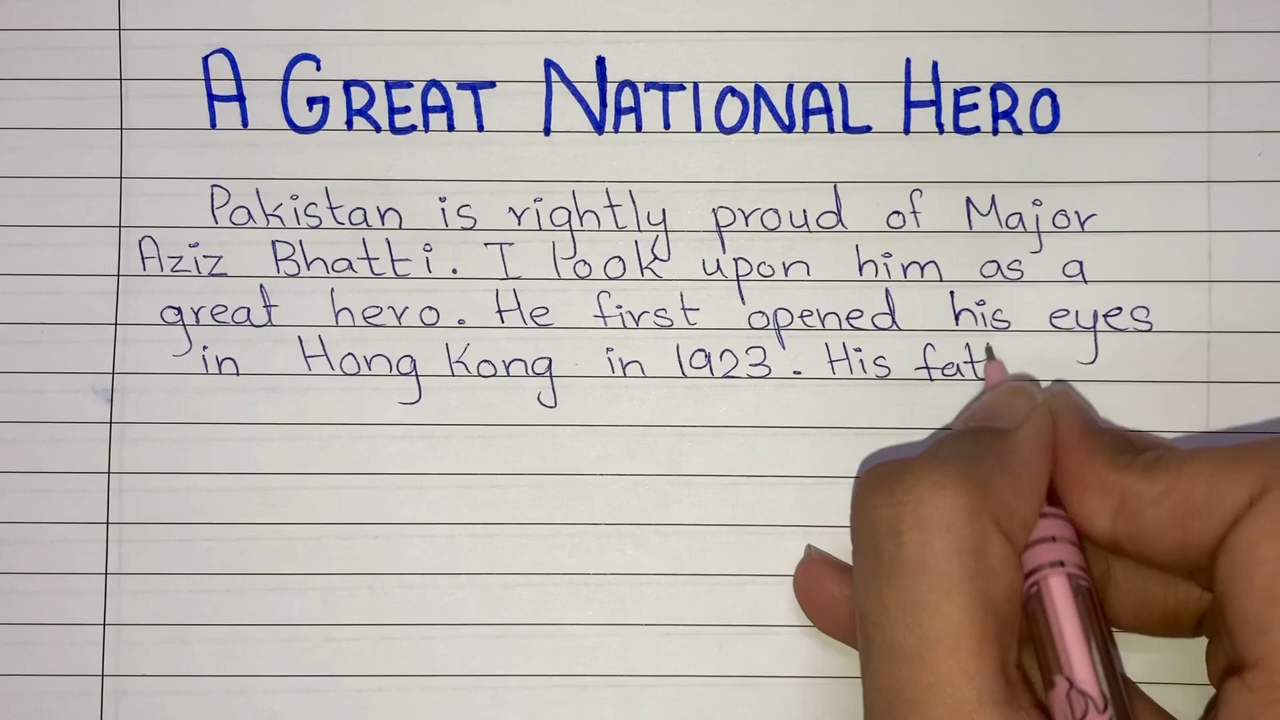 A GREAT NATIONAL HERO
Pakistan is rightly proud of Major
Aziz Bhatti. I look upon him as a
great hero. He first opened his eyes
in Hong Kong in 1923. His fat